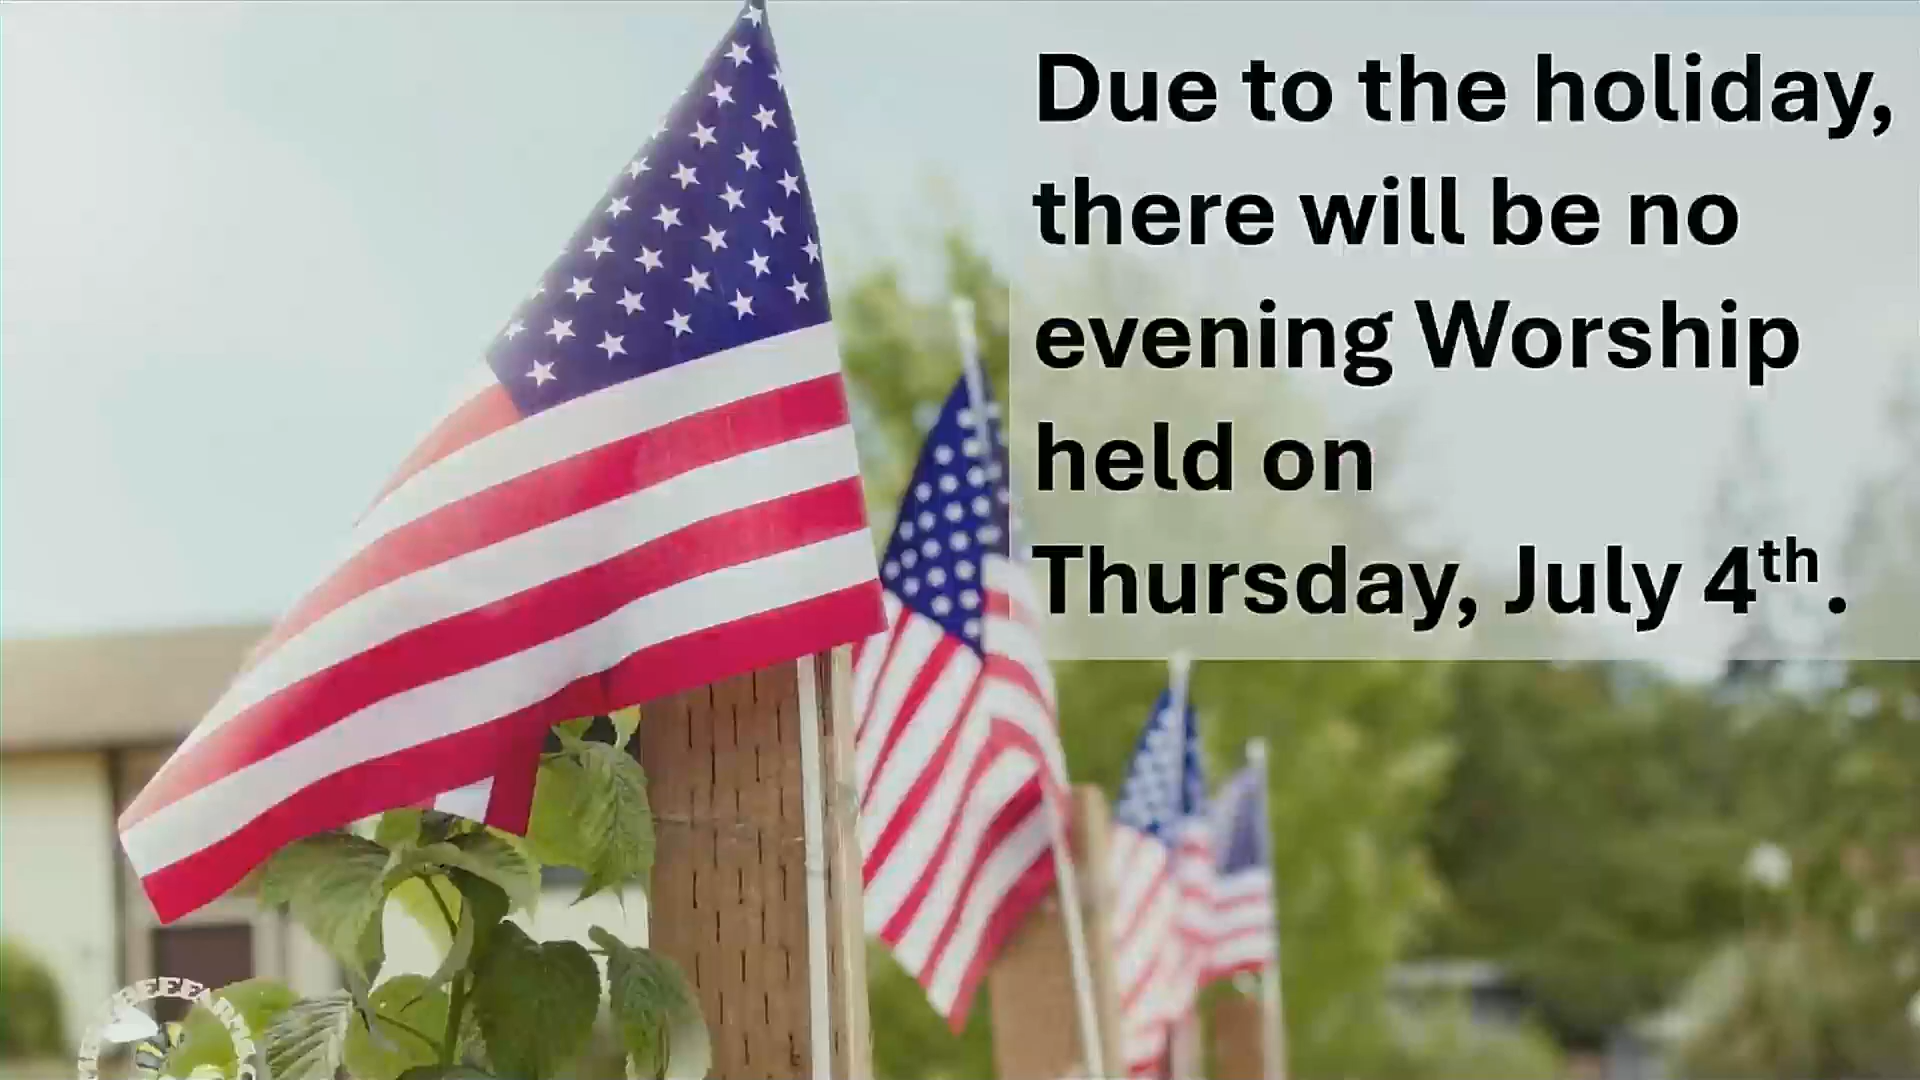 Due to the holiday,
there will be no
evening Worship
held on
Thursday, July 4th.